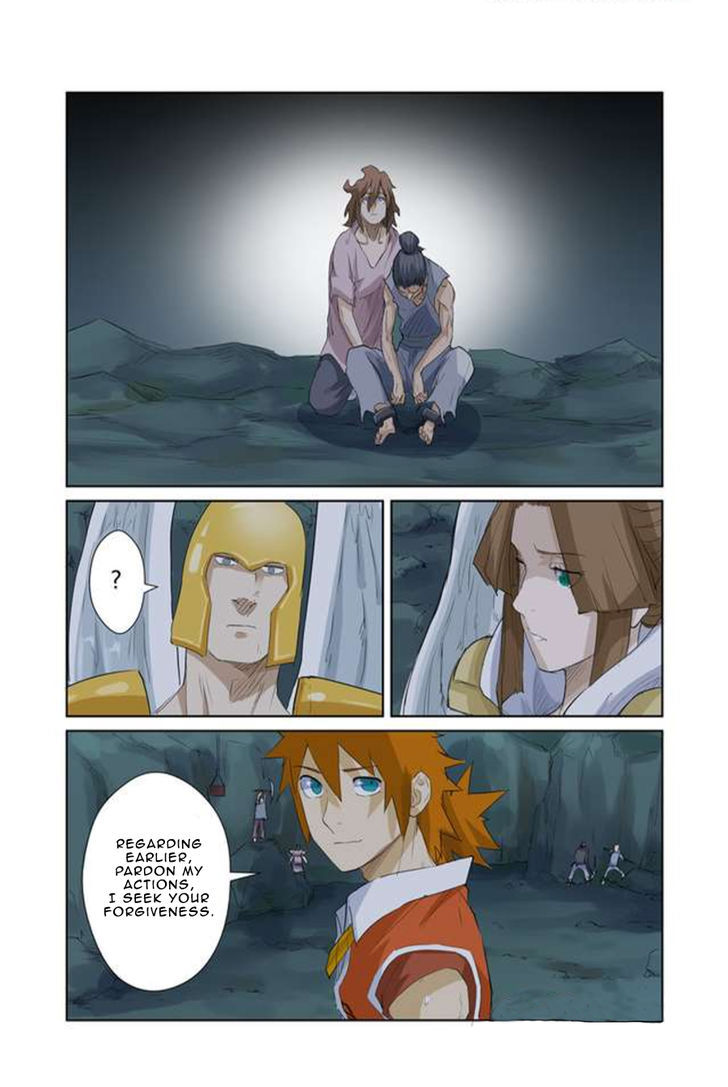 ?
REGARDING
EARLIER,
PARDON MY
ACTIONS,
I SEEK YOUR
FORGIVENESS.